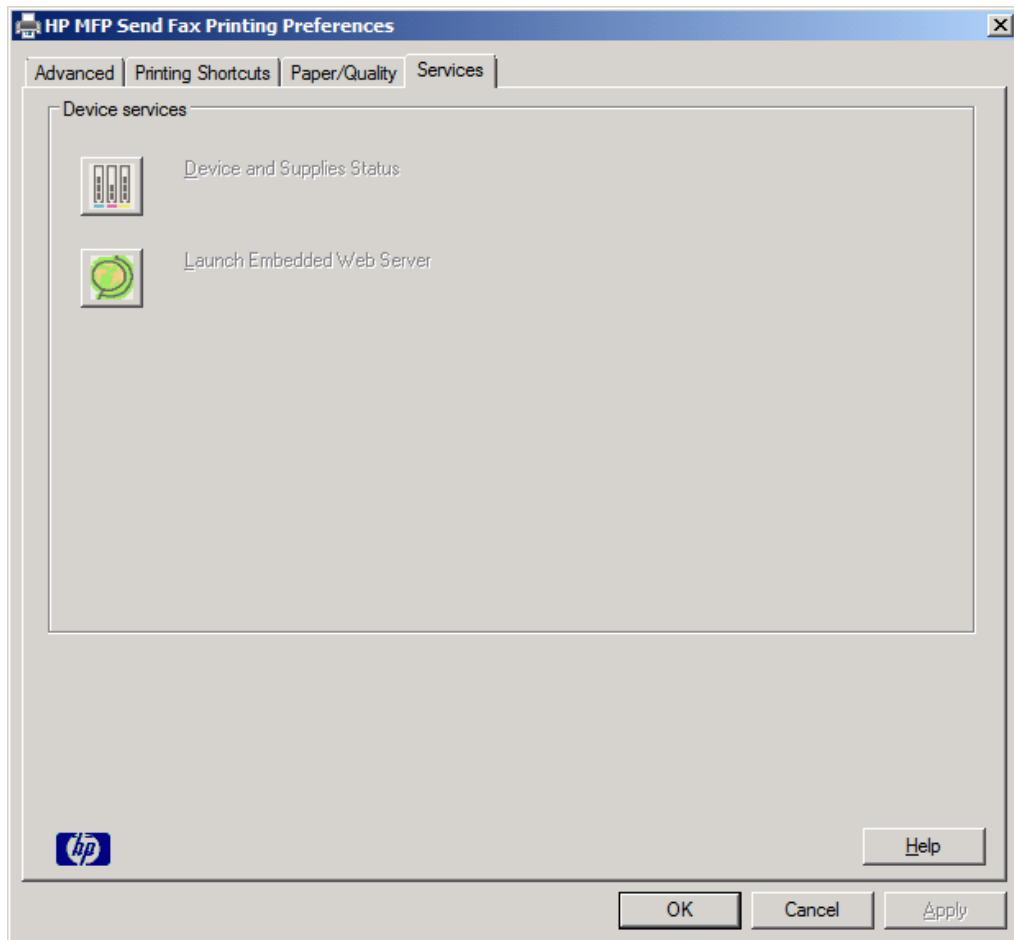 HP MFP Send Fax Printing Preferences
Advanced Printing Shortcuts Paper/Quality Services
Device services
Device and Supplies Status
Launch Embedded Web Server
hp
Help
OK Cancel Apply